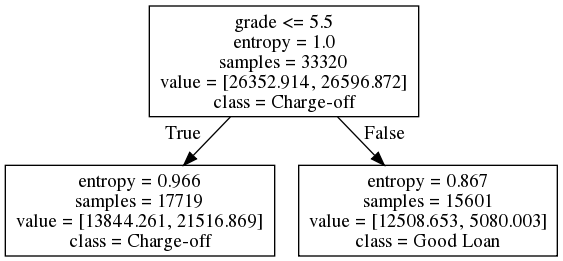 grade <= 5.5
entropy = 1.0
samples = 33320
value = [26352.914, 26596.872]
class = Charge-off
True
False
entropy = 0.966
samples = 17719
value = [13844.261, 21516.869]
class = Charge-off
entropy = 0.867
samples = 15601
value = [12508.653, 5080.003]
class = Good Loan